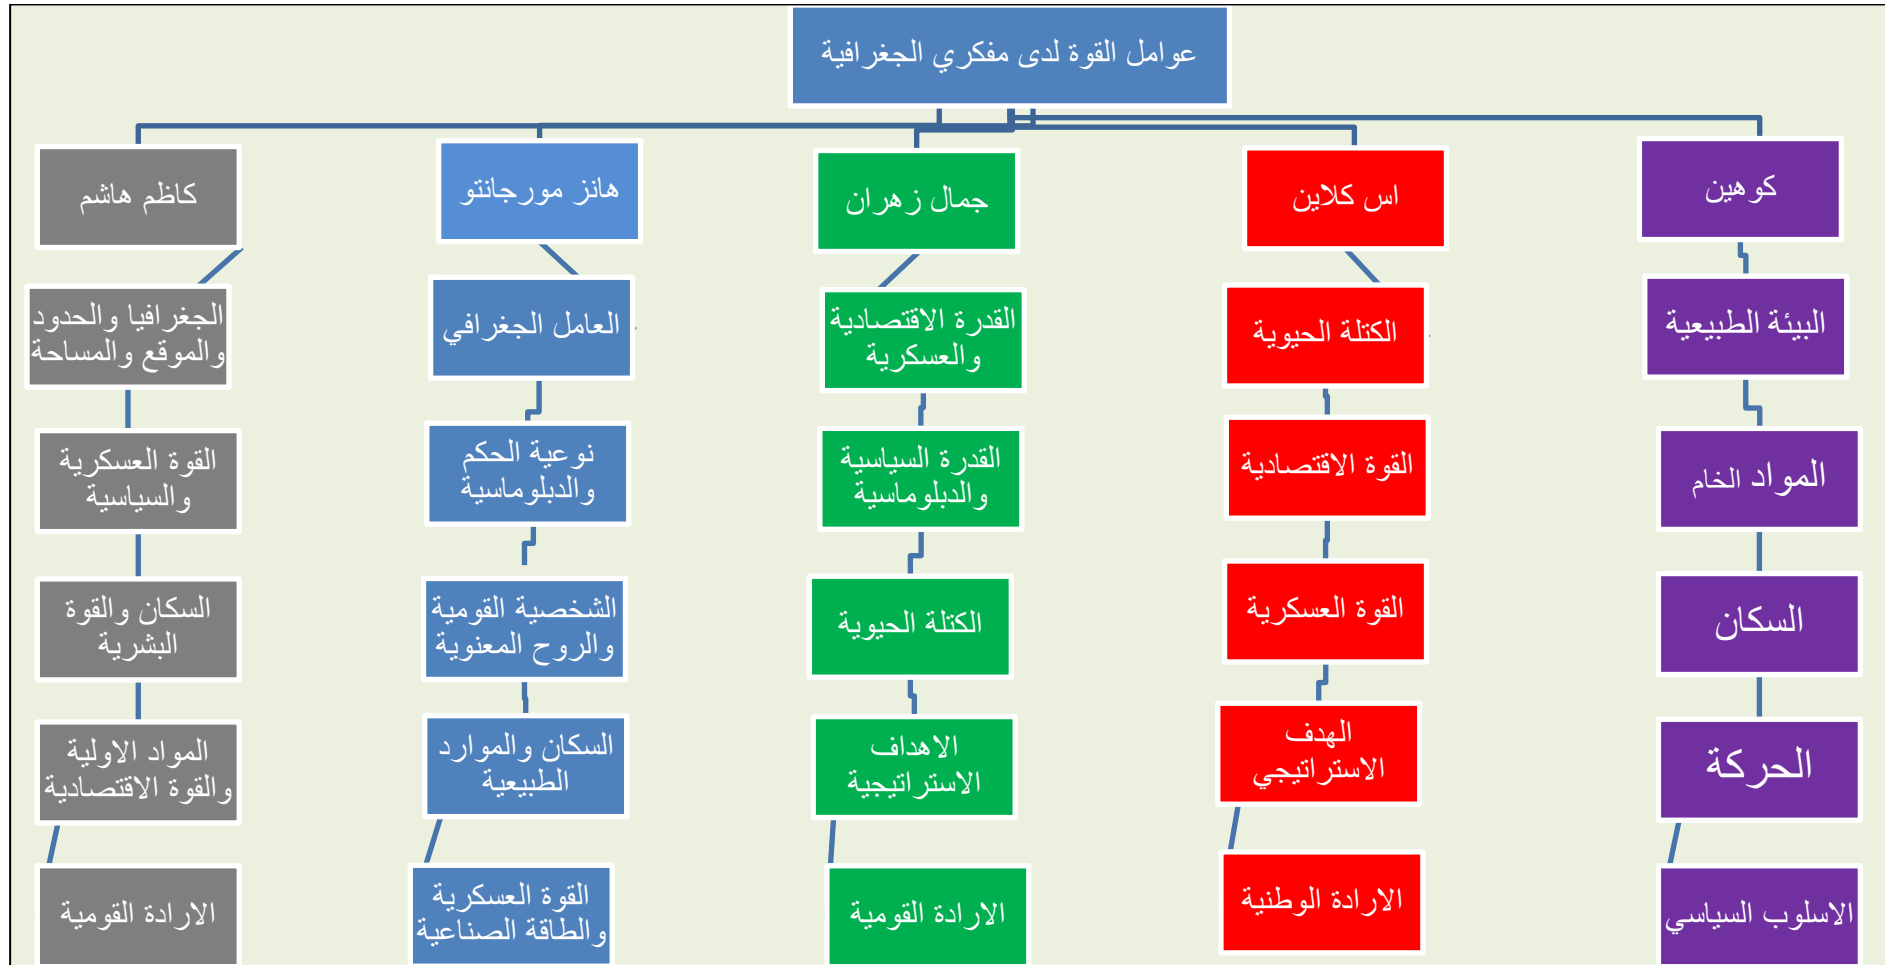 عوامل القوة لدى مفكري الجغرافية
كوهين
البيئة الطبيعية
المواد الخام
السكان
الحركة
الاسلوب السياسي
اس كلاين
الكتلة الحيوية
القوة الاقتصادية
القوة العسكرية
الهدف
الاستراتيجي
الارادة الوطنية
جمال زهران
القدرة الاقتصادية
والعسكرية
القدرة السياسية
والدبلوماسية
الكتلة الحيوية
الاهداف
الاستراتيجية
الارادة القومية
هانز مورجانتو
العامل الجغرافي
نوعية الحكم
والدبلوماسية
الشخصية القومية
والروح المعنوية
السكان والموارد
الطبيعية
القوة العسكرية
والطاقة الصناعية
كاظم هاشم
الجغرافيا والحدود
والموقع والمساحة
القوة العسكرية
والسياسية
السكان والقوة
البشرية
المواد الاولية
والقوة الاقتصادية
الارادة القومية